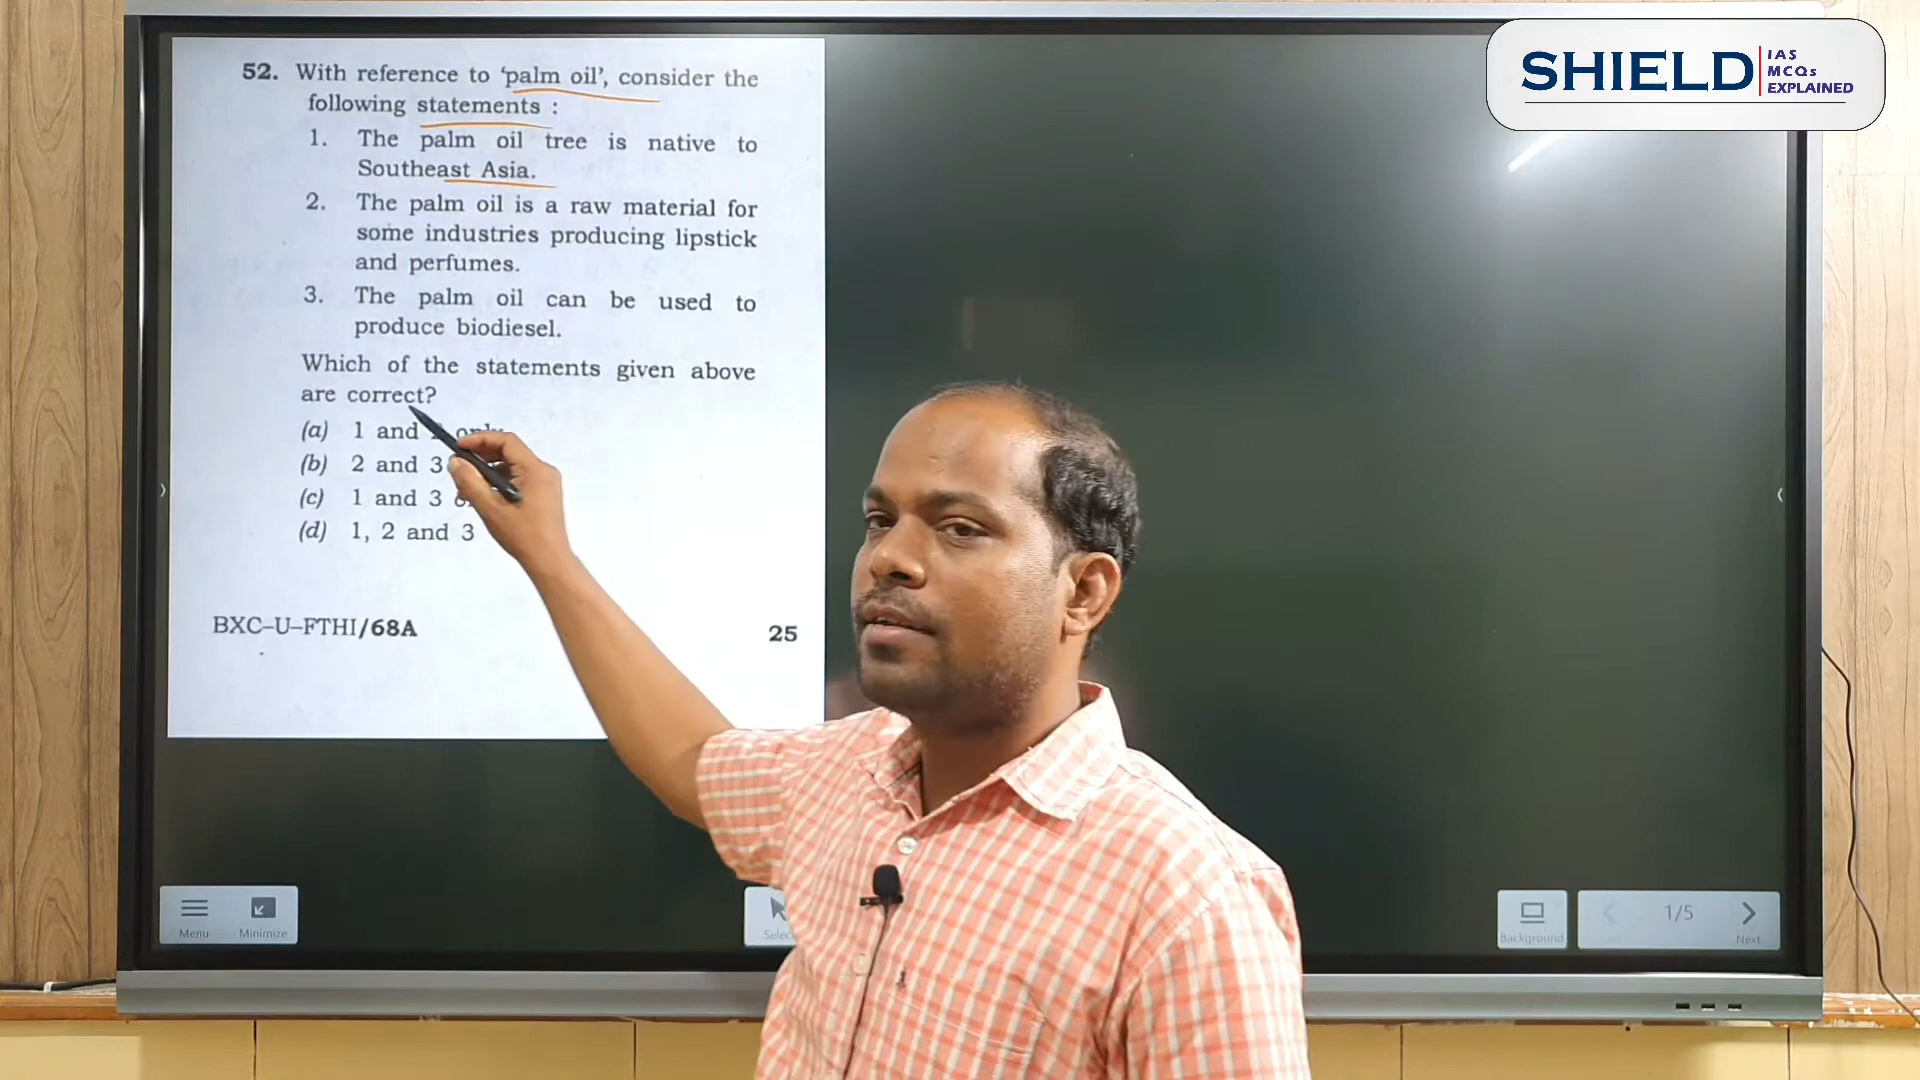 SHIELD
IAS
MCQs
EXPLAINED
52. With reference to 'palm oil', consider the
following statements :
1. The palm oil tree is native to
Southeast Asia.
2. The palm oil is a raw material for
some industries producing lipstick
and perfumes.
3. The palm oil can be used to
produce biodiesel.
Which of the statements given above
are correct?
(a) 1 and only
(b) 2 and 3
(c) 1 and 3
(d) 1, 2 and 3
BXC-U-FTHI/68A
25
Menu
Minimize
Background
1/5
Next